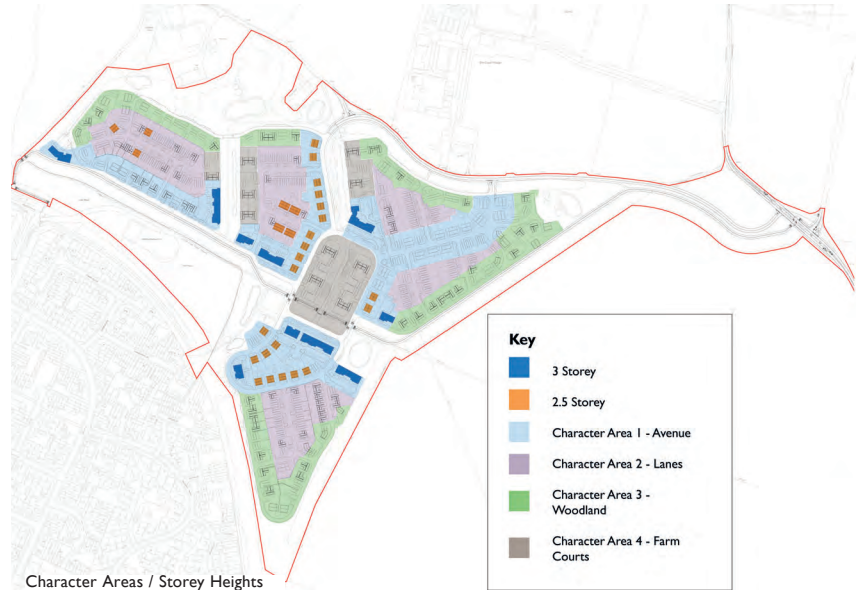 Key
3 Storey
2.5 Storey
Character Area 1 - Avenue
Character Area 2 - Lanes
Character Area 3 -
Woodland
Character Area 4 - Farm
Courts
Character Areas / Storey Heights